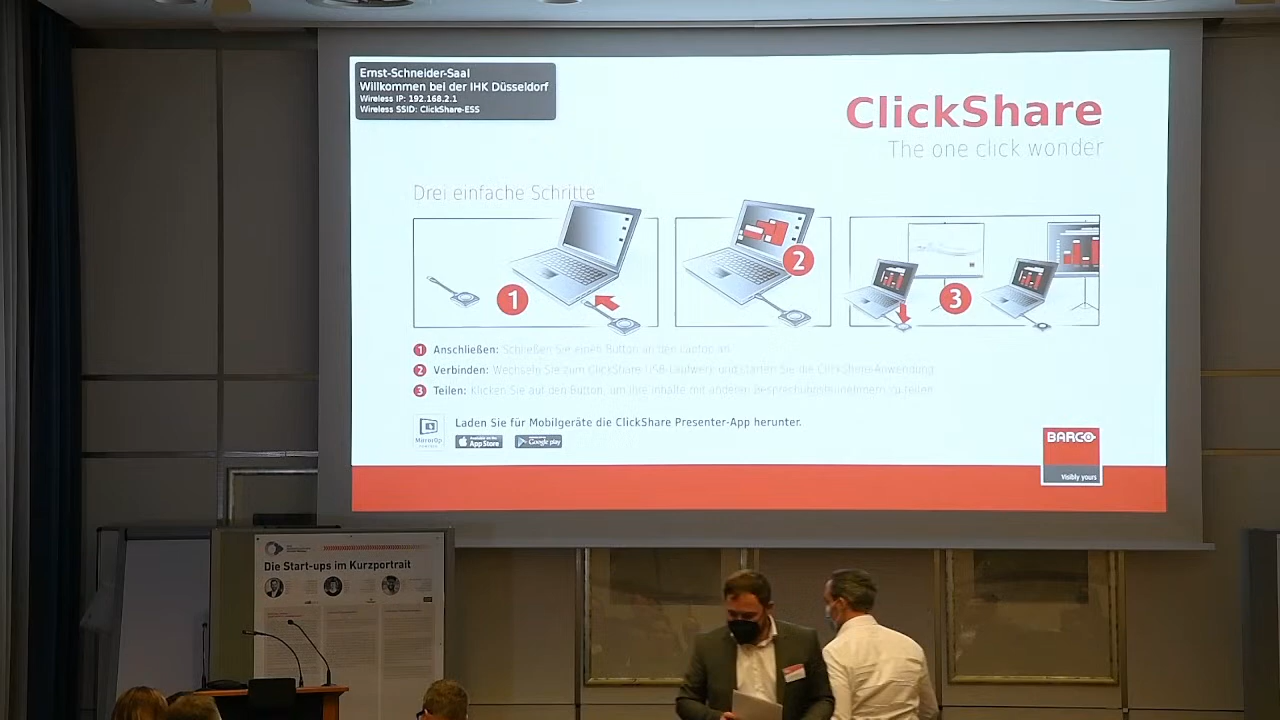 Ernst-Schneider-Saal
Willkommen bei der IHK Düsseldorf
Wireless IP: 192.168.2.1
Wireless SSID: ClickShare-ESS
ClickShare
The one click wonder
Drei einfache Schritte
1
2
3
1 Anschließen: Schließen Sie einen Button an den Laptop an
2 Verbinden: Wechseln Sie zum ClickShare USB-Laufwerk und starten Sie die ClickShare-Anwendung
3 Teilen: Klicken Sie auf den Button, um Ihre Inhalte mit anderen Besprechungsteilnehmern zu teilen
Laden Sie für Mobilgeräte die ClickShare Presenter-App herunter.
MirrorOp
App Store
Google play
BARCO
Visibly yours
Die Start-ups im Kurzportrait